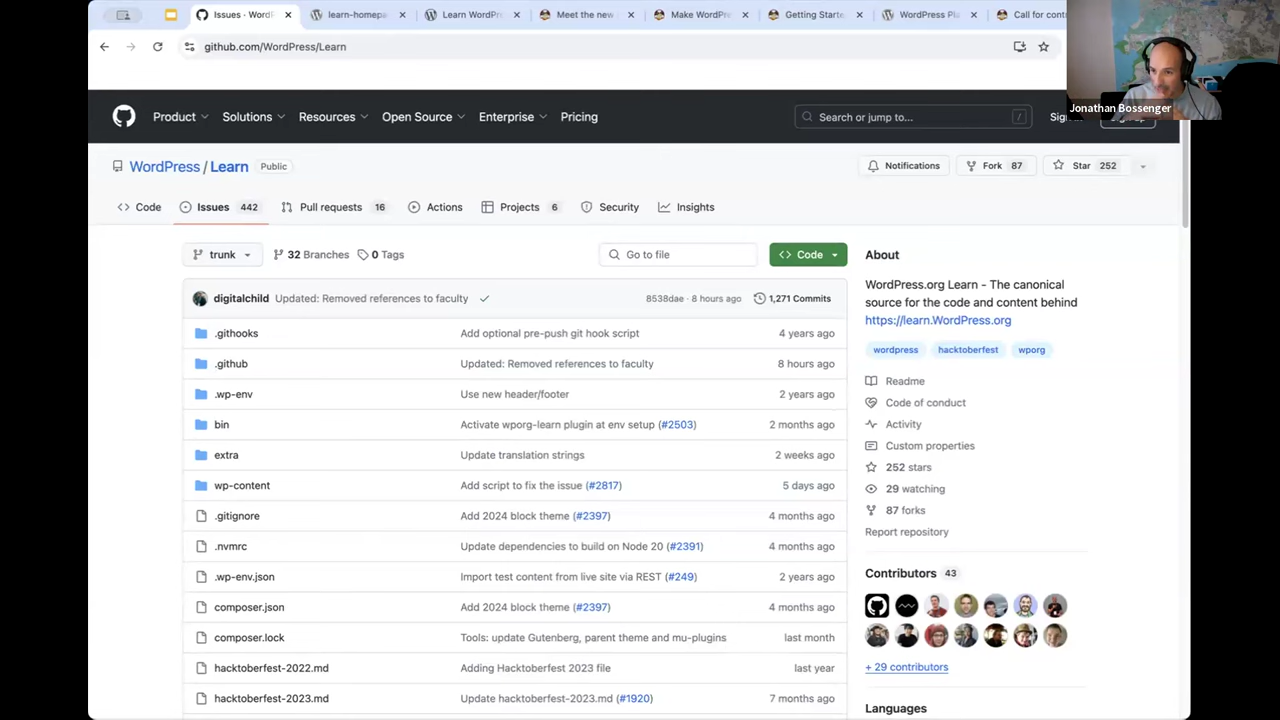 Issues · WordP
learn-homepa
Learn WordPr
Meet the new
Make WordPre
Getting Starte
WordPress Pla
Call for cont
github.com/WordPress/Learn
Jonathan Bossenger
Product
Solutions
Resources
Open Source
Enterprise
Pricing
Search or jump to...
/
WordPress / Learn
Public
Notifications
Fork 87
Star 252
Code
Issues 442
Pull requests 16
Actions
Projects 6
Security
Insights
trunk
32 Branches
0 Tags
Go to file
Code
digitalchild Updated: Removed references to faculty
8538dae · 8 hours ago
1,271 Commits
.githooks Add optional pre-push git hook script 4 years ago
.github Updated: Removed references to faculty 8 hours ago
.wp-env Use new header/footer 2 years ago
bin Activate wporg-learn plugin at env setup (#2503) 2 months ago
extra Update translation strings 2 weeks ago
wp-content Add script to fix the issue (#2817) 5 days ago
.gitignore Add 2024 block theme (#2397) 4 months ago
.nvmrc Update dependencies to build on Node 20 (#2391) 4 months ago
.wp-env.json Import test content from live site via REST (#249) 2 years ago
composer.json Add 2024 block theme (#2397) 4 months ago
composer.lock Tools: update Gutenberg, parent theme and mu-plugins last month
hacktoberfest-2022.md Adding Hacktoberfest 2023 file last year
hacktoberfest-2023.md Update hacktoberfest-2023.md (#1920) 7 months ago
About
WordPress.org Learn - The canonical
source for the code and content behind
https://learn.WordPress.org
wordpress
hacktoberfest
wporg
Readme
Code of conduct
Activity
Custom properties
252 stars
29 watching
87 forks
Report repository
Contributors 43
+ 29 contributors
Languages